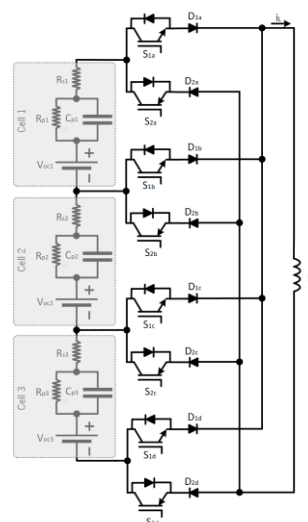 D1a
iL
S1a
Rs1
Cell 1
D2a
Rp1
Cp1
S2a
+
D1b
Voc1
S1b
Rs2
D2b
Cell 2
Rp2
Cp2
S2b
+
D1c
Voc2
S1c
Rs3
D2c
Cell 3
Rp3
Cp3
S2c
+
D1d
Voc3
S1d
D2d